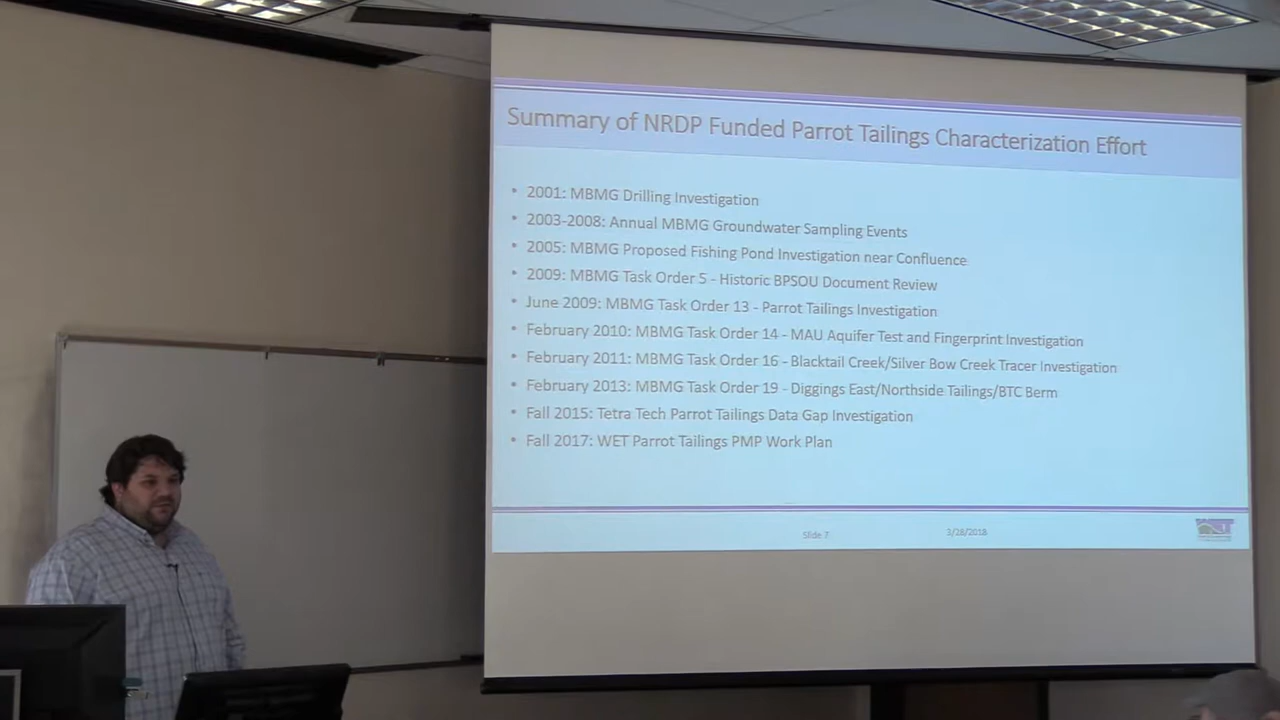 Summary of NRDP Funded Parrot Tailings Characterization Effort
• 2001: MBMG Drilling Investigation
• 2003-2008: Annual MBMG Groundwater Sampling Events
• 2005: MBMG Proposed Fishing Pond Investigation near Confluence
• 2009: MBMG Task Order 5 - Historic BPSOU Document Review
• June 2009: MBMG Task Order 13 - Parrot Tailings Investigation
• February 2010: MBMG Task Order 14 - MAU Aquifer Test and Fingerprint Investigation
• February 2011: MBMG Task Order 16 - Blacktail Creek/Silver Bow Creek Tracer Investigation
• February 2013: MBMG Task Order 19 - Diggings East/Northside Tailings/BTC Berm
• Fall 2015: Tetra Tech Parrot Tailings Data Gap Investigation
• Fall 2017: WET Parrot Tailings PMP Work Plan
Slide 7 3/28/2018